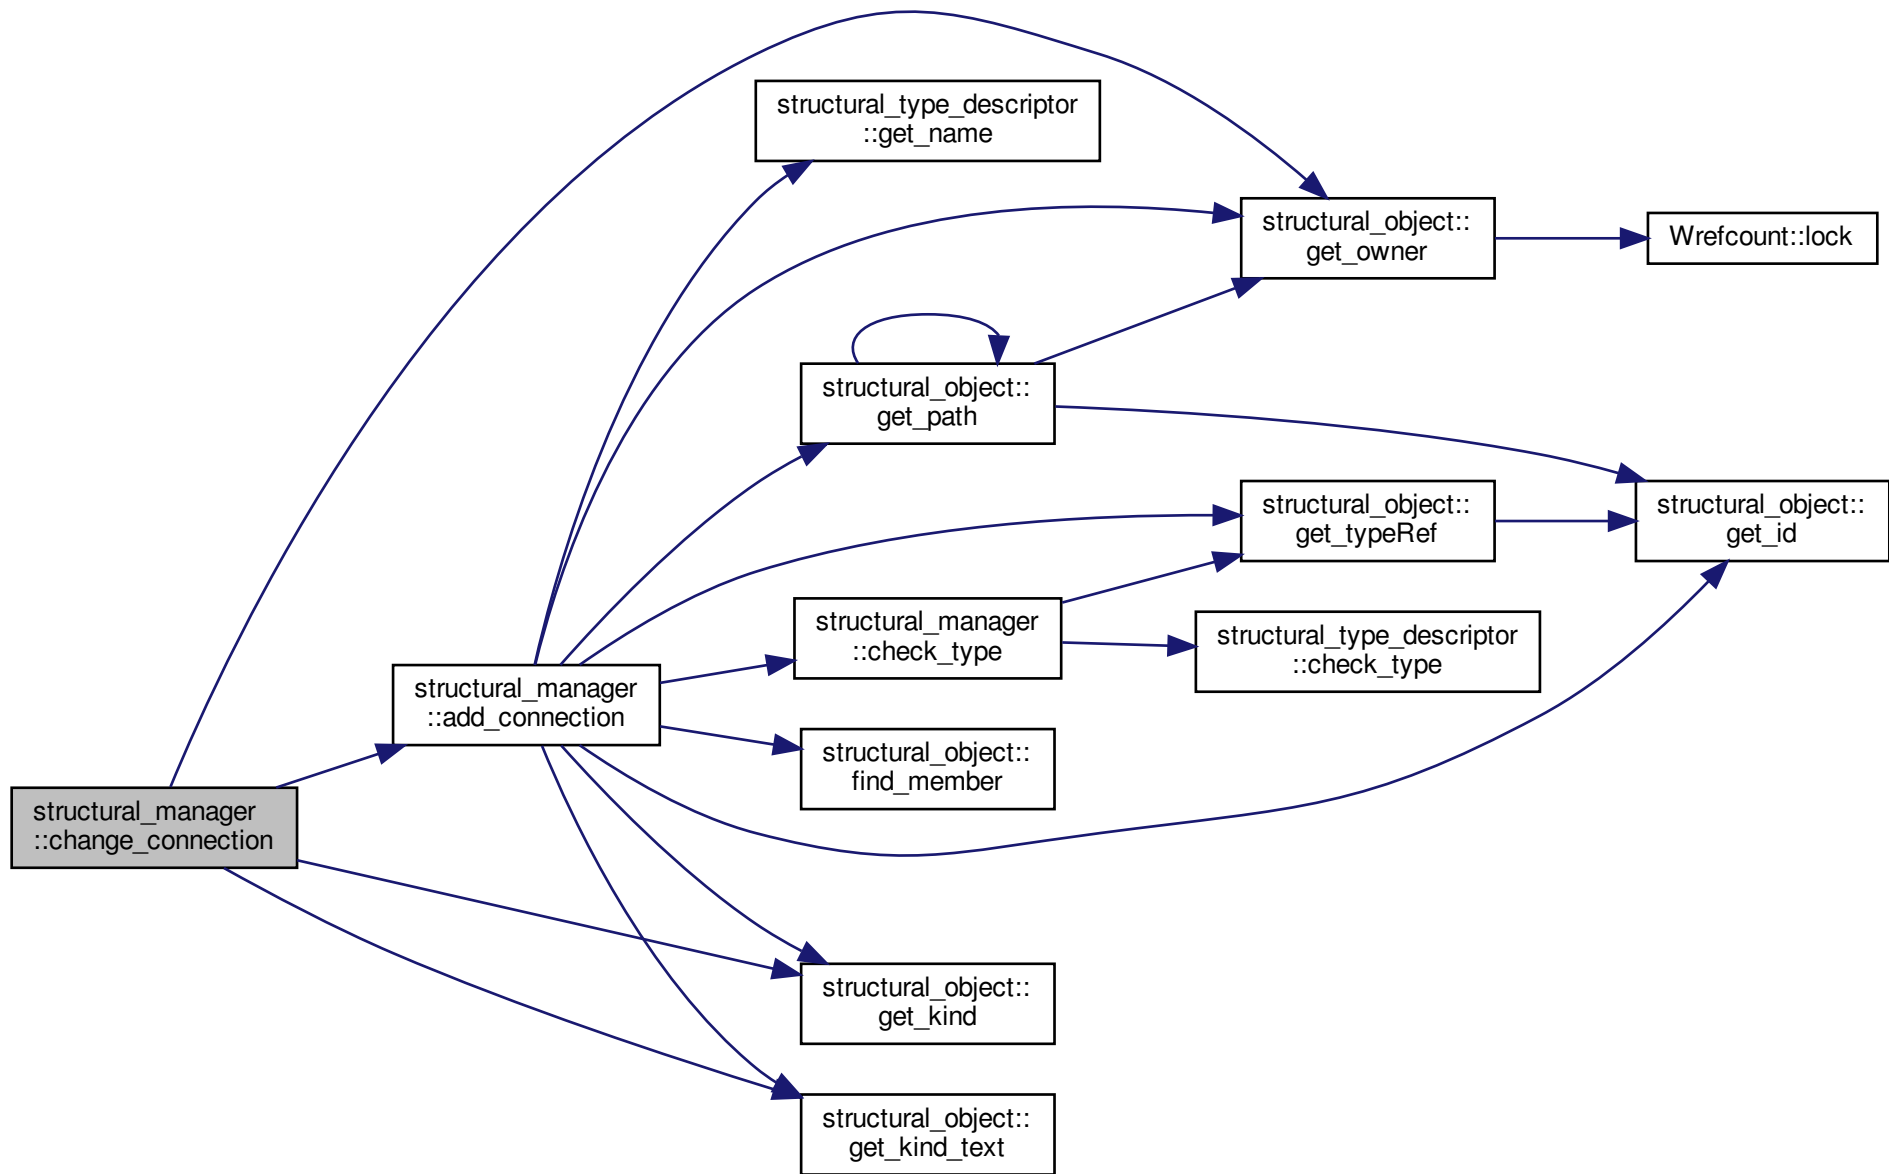 structural_type_descriptor
::get_name
structural_object::
get_owner
Wrefcount::lock
structural_object::
get_path
structural_object::
get_typeRef
structural_object::
get_id
structural_manager
::check_type
structural_type_descriptor
::check_type
structural_manager
::add_connection
structural_object::
find_member
structural_manager
::change_connection
structural_object::
get_kind
structural_object::
get_kind_text